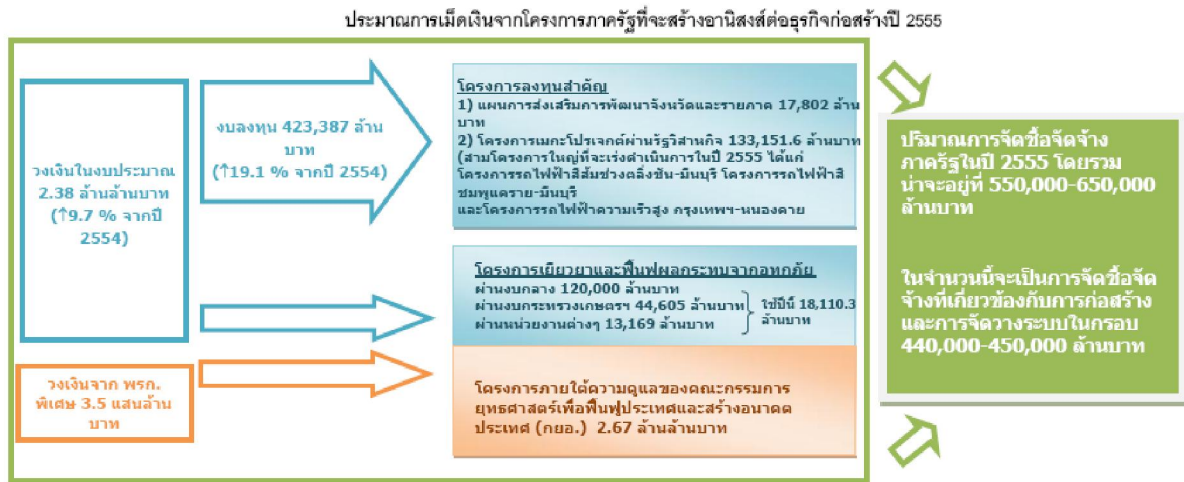 ประมาณการเม็ดเงินจากโครงการภาครัฐที่จะสร้างอานิสงส์ต่อธุรกิจก่อสร้างปี 2555
วงเงินในงบประมาณ
2.38 ล้านล้านบาท
(↑9.7 % จากปี
2554)
งบลงทุน 423,387 ล้าน
บาท
(↑19.1 % จากปี 2554)
โครงการลงทุนสำคัญ
1) แผนการส่งเสริมการพัฒนาจังหวัดและรายภาค 17,802 ล้าน
บาท
2) โครงการเมกะโปรเจกต์ผ่านรัฐวิสาหกิจ 133,151.6 ล้านบาท
(สามโครงการใหญ่ที่จะเร่งดำเนินการในปี 2555 ได้แก่
โครงการรถไฟฟ้าสีส้มช่วงตลิ่งชัน-มีนบุรี โครงการรถไฟฟ้าสี
ชมพูแคราย-มีนบุรี
และโครงการรถไฟฟ้าความเร็วสูง กรุงเทพฯ-หนองคาย
โครงการเยียวยาและฟื้นฟูผลกระทบจากอุทกภัย
ผ่านงบกลาง 120,000 ล้านบาท
ผ่านงบกระทรวงเกษตรฯ 44,605 ล้านบาท
ผ่านหน่วยงานต่างๆ 13,169 ล้านบาท
ใช้ปีนี้ 18,110.3
ล้านบาท
วงเงินจาก พรก.
พิเศษ 3.5 แสนล้าน
บาท
โครงการภายใต้ความดูแลของคณะกรรมการ
ยุทธศาสตร์เพื่อฟื้นฟูประเทศและสร้างอนาคต
ประเทศ (กยอ.) 2.67 ล้านล้านบาท
ปริมาณการจัดซื้อจัดจ้าง
ภาครัฐในปี 2555 โดยรวม
น่าจะอยู่ที่ 550,000-650,000
ล้านบาท
ในจำนวนนี้จะเป็นการจัดซื้อจัด
จ้างที่เกี่ยวข้องกับการก่อสร้าง
และการจัดวางระบบในกรอบ
440,000-450,000 ล้านบาท